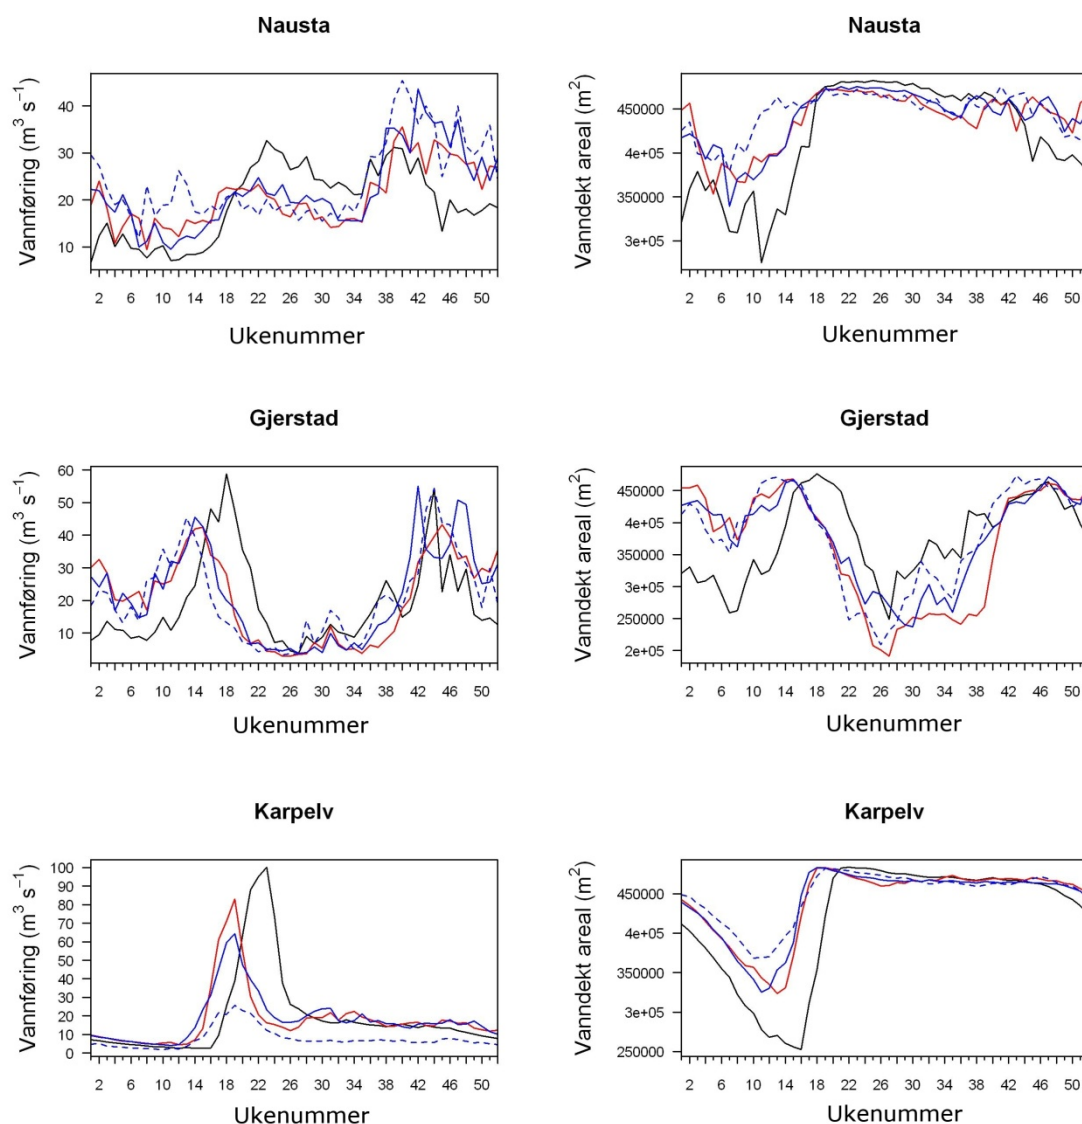 Nausta
Vannføring (m³ s⁻¹)
40
30
20
10
2 6 10 14 18 22 26 30 34 38 42 46 50
Ukenummer
Nausta
Vanndekt areal (m²)
450000
4e+05
350000
3e+05
2 6 10 14 18 22 26 30 34 38 42 46 50
Ukenummer
Gjerstad
Vannføring (m³ s⁻¹)
60
50
40
30
20
10
2 6 10 14 18 22 26 30 34 38 42 46 50
Ukenummer
Gjerstad
Vanndekt areal (m²)
450000
4e+05
350000
3e+05
250000
2e+05
2 6 10 14 18 22 26 30 34 38 42 46 50
Ukenummer
Karpelv
Vannføring (m³ s⁻¹)
100
90
80
70
60
50
40
30
20
10
0
2 6 10 14 18 22 26 30 34 38 42 46 50
Ukenummer
Karpelv
Vanndekt areal (m²)
450000
4e+05
350000
3e+05
250000
2 6 10 14 18 22 26 30 34 38 42 46 50
Ukenummer